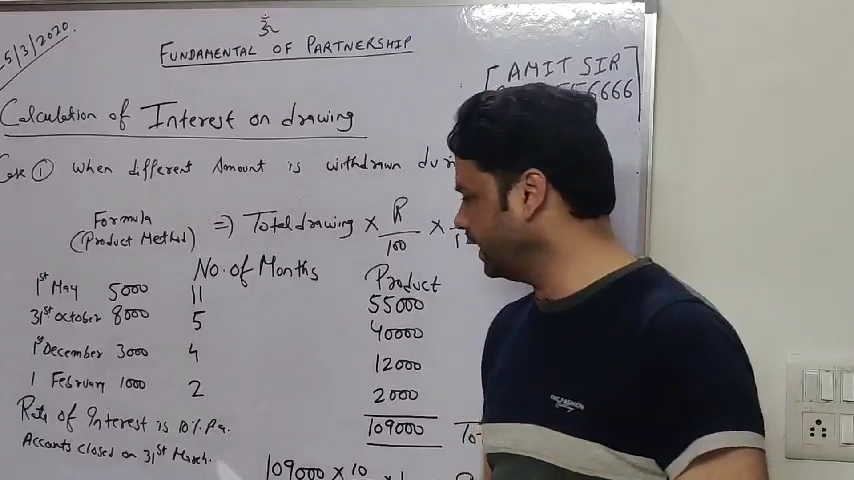 ॐ
5/3/2020.
FUNDAMENTAL OF PARTNERSHIP
AMIT SIR
56666
Calculation of Interest on drawing
Case ① When different Amount is withdrawn
Formula (Product Method) ⇒ Total drawing × R/100 ×
No. of Months Product
1st May 5000 11 55000
31st October 8000 5 40000
1st December 3000 4 12000
1 February 1000 2 2000
Rate of Interest is 10% P.a. 109000
Accounts closed on 31st March.
109000 × 10